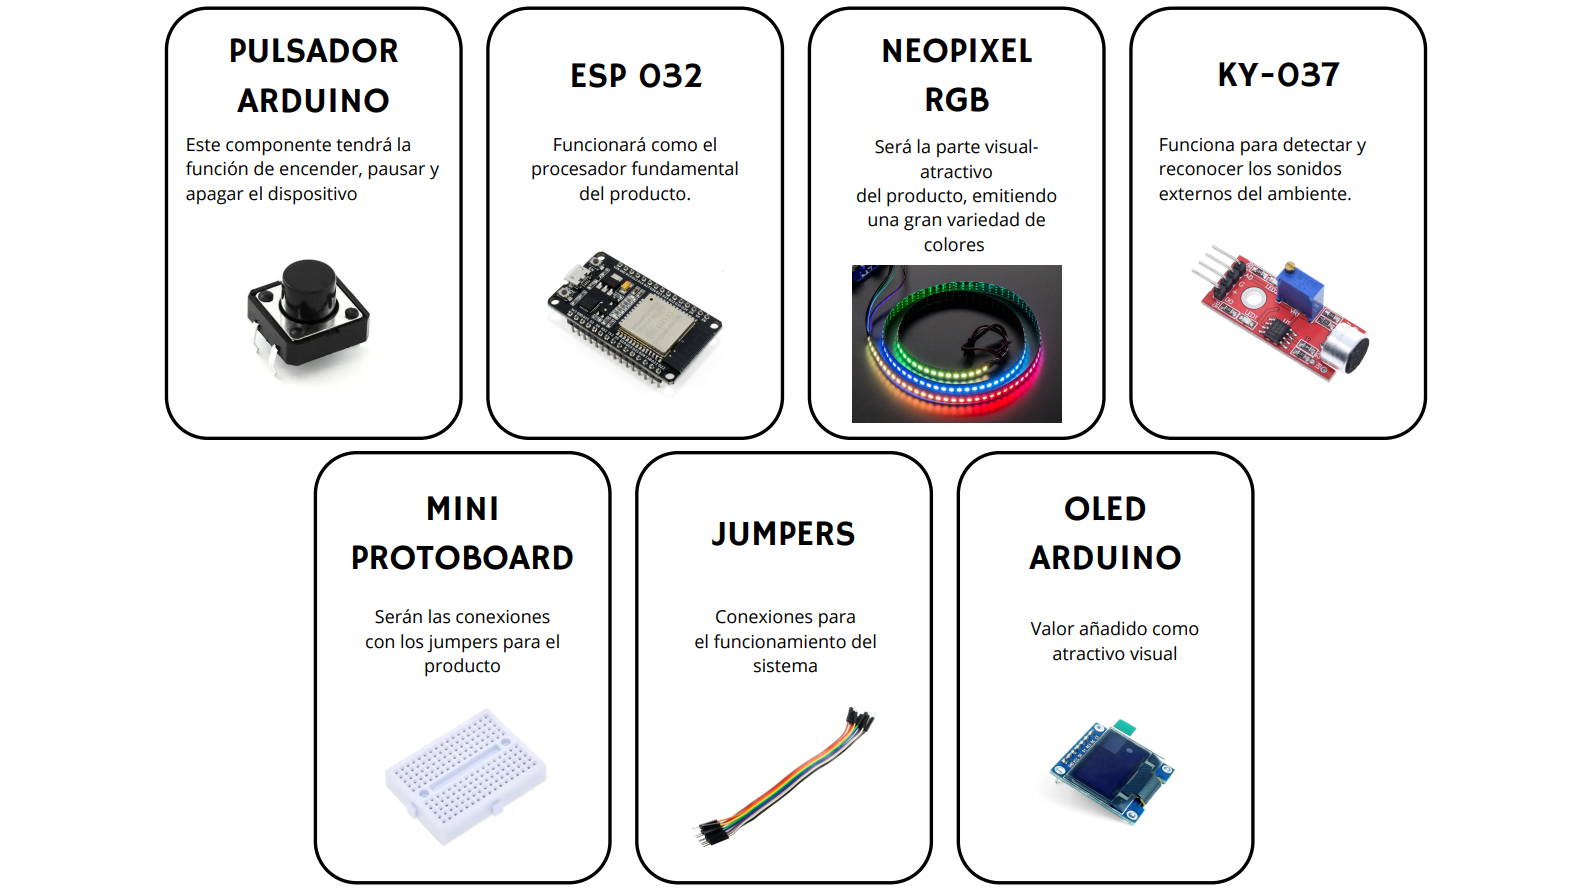 PULSADOR
ARDUINO
Este componente tendrá la
función de encender, pausar y
apagar el dispositivo
ESP 032
Funcionará como el
procesador fundamental
del producto.
NEOPIXEL
RGB
Será la parte visual-
atractivo
del producto, emitiendo
una gran variedad de
colores
KY-037
Funciona para detectar y
reconocer los sonidos
externos del ambiente.
MINI
PROTOBOARD
Serán las conexiones
con los jumpers para el
producto
JUMPERS
Conexiones para
el funcionamiento del
sistema
OLED
ARDUINO
Valor añadido como
atractivo visual